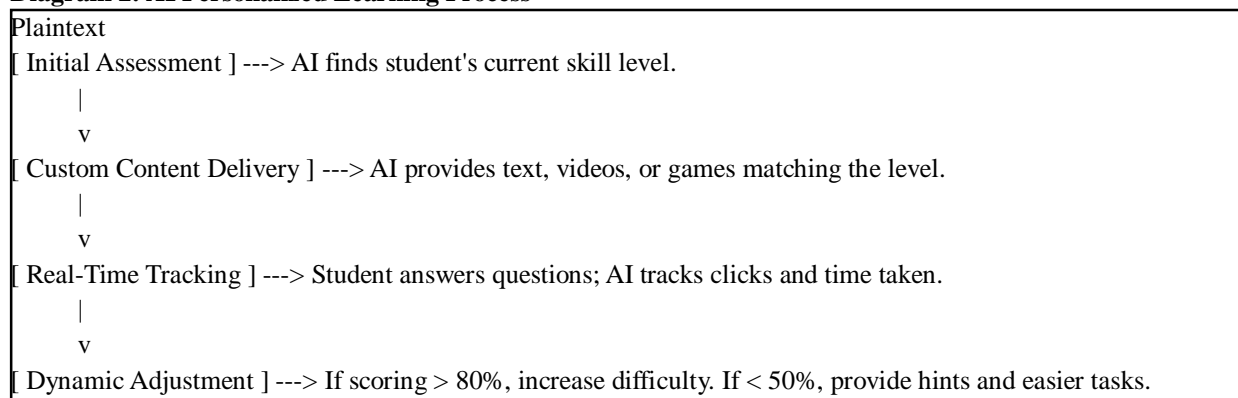 Diagram 2: AI Personalized Learning Process
Plaintext
[ Initial Assessment ] ---> AI finds student's current skill level.
|
v
[ Custom Content Delivery ] ---> AI provides text, videos, or games matching the level.
|
v
[ Real-Time Tracking ] ---> Student answers questions; AI tracks clicks and time taken.
|
v
[ Dynamic Adjustment ] ---> If scoring > 80%, increase difficulty. If < 50%, provide hints and easier tasks.